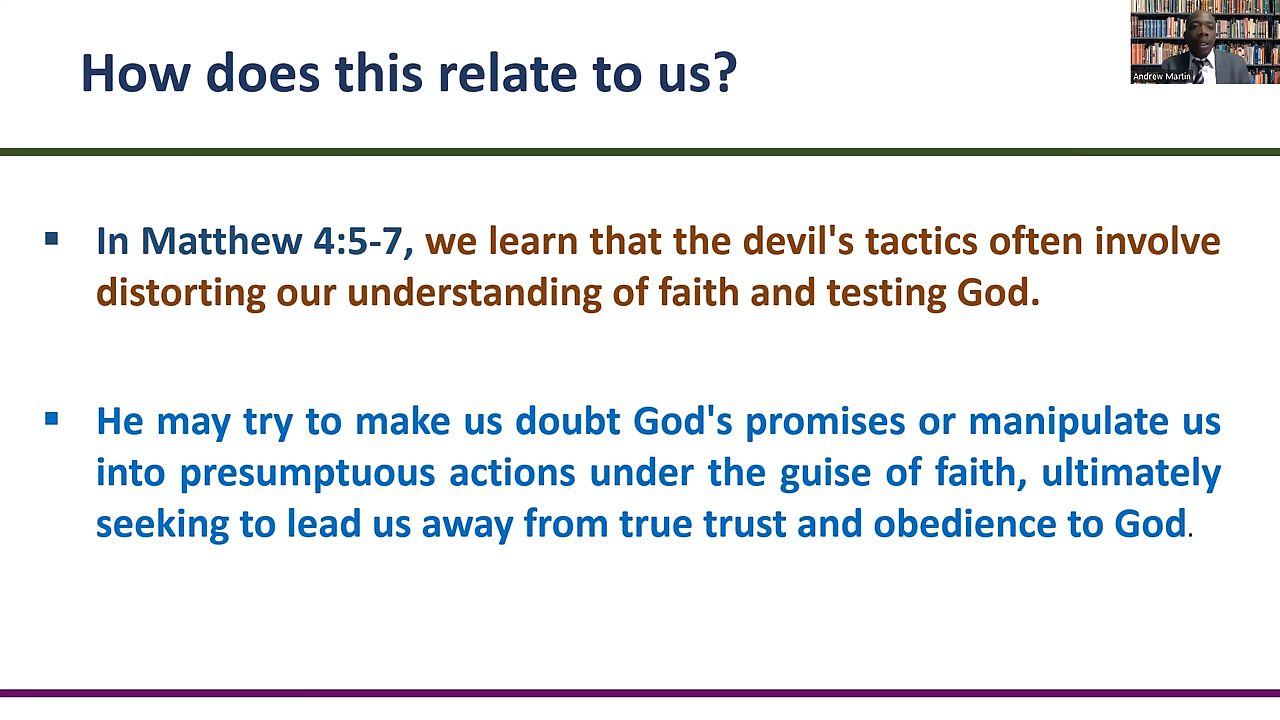 How does this relate to us?
Andrew Martin
▪ In Matthew 4:5-7, we learn that the devil's tactics often involve
distorting our understanding of faith and testing God.
▪ He may try to make us doubt God's promises or manipulate us
into presumptuous actions under the guise of faith, ultimately
seeking to lead us away from true trust and obedience to God.